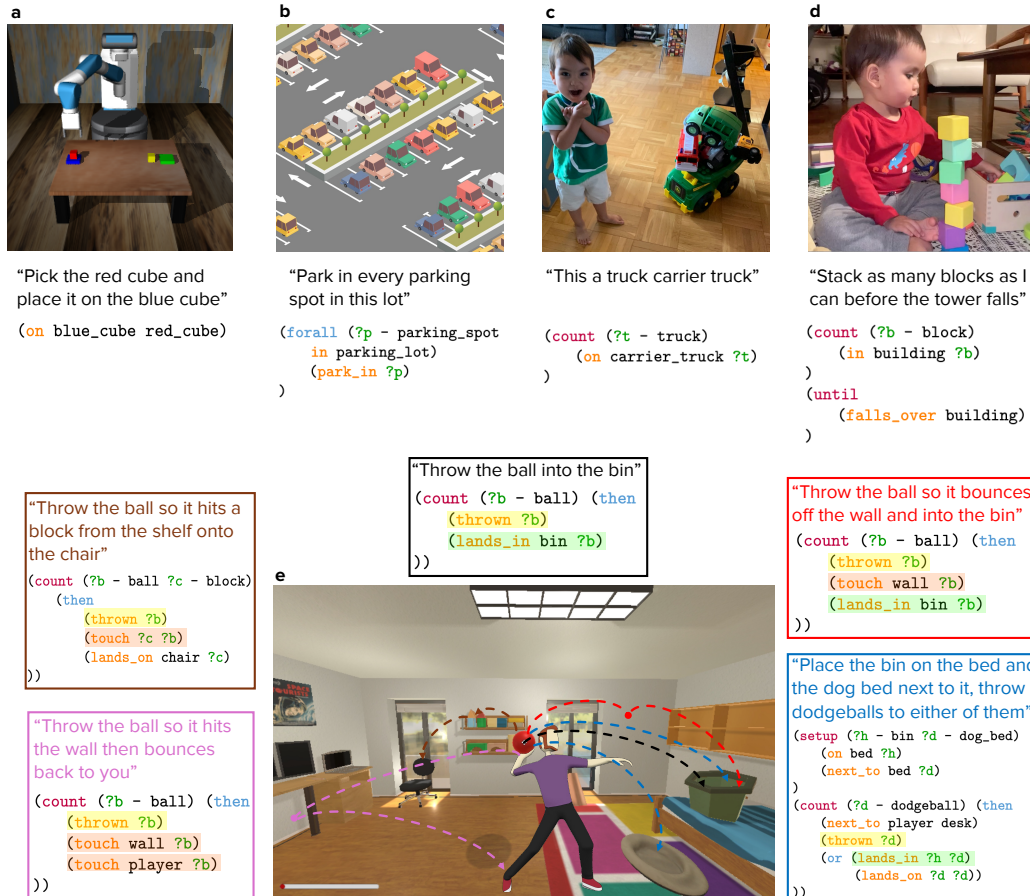 a
b
c
d
“Pick the red cube and
place it on the blue cube”
(on blue_cube red_cube)
“Park in every parking
spot in this lot”
(forall (?p - parking_spot
in parking_lot)
(park_in ?p)
)
“This a truck carrier truck”
(count (?t - truck)
(on carrier_truck ?t)
)
“Stack as many blocks as I
can before the tower falls”
(count (?b - block)
(in building ?b)
)
(until
(falls_over building)
)
“Throw the ball so it hits a
block from the shelf onto
the chair”
(count (?b - ball ?c - block)
(then
(thrown ?b)
(touch ?c ?b)
(lands_on chair ?c)
))
“Throw the ball so it hits
the wall then bounces
back to you”
(count (?b - ball) (then
(thrown ?b)
(touch wall ?b)
(touch player ?b)
))
“Throw the ball into the bin”
(count (?b - ball) (then
(thrown ?b)
(lands_in bin ?b)
))
e
“Throw the ball so it bounces
off the wall and into the bin”
(count (?b - ball) (then
(thrown ?b)
(touch wall ?b)
(lands_in bin ?b)
))
“Place the bin on the bed and
the dog bed next to it, throw
dodgeballs to either of them”
(setup (?h - bin ?d - dog_bed)
(on bed ?h)
(next_to bed ?d)
)
(count (?d - dodgeball) (then
(next_to player desk)
(thrown ?d)
(or (lands_in ?h ?d)
(lands_on ?d ?d))
))